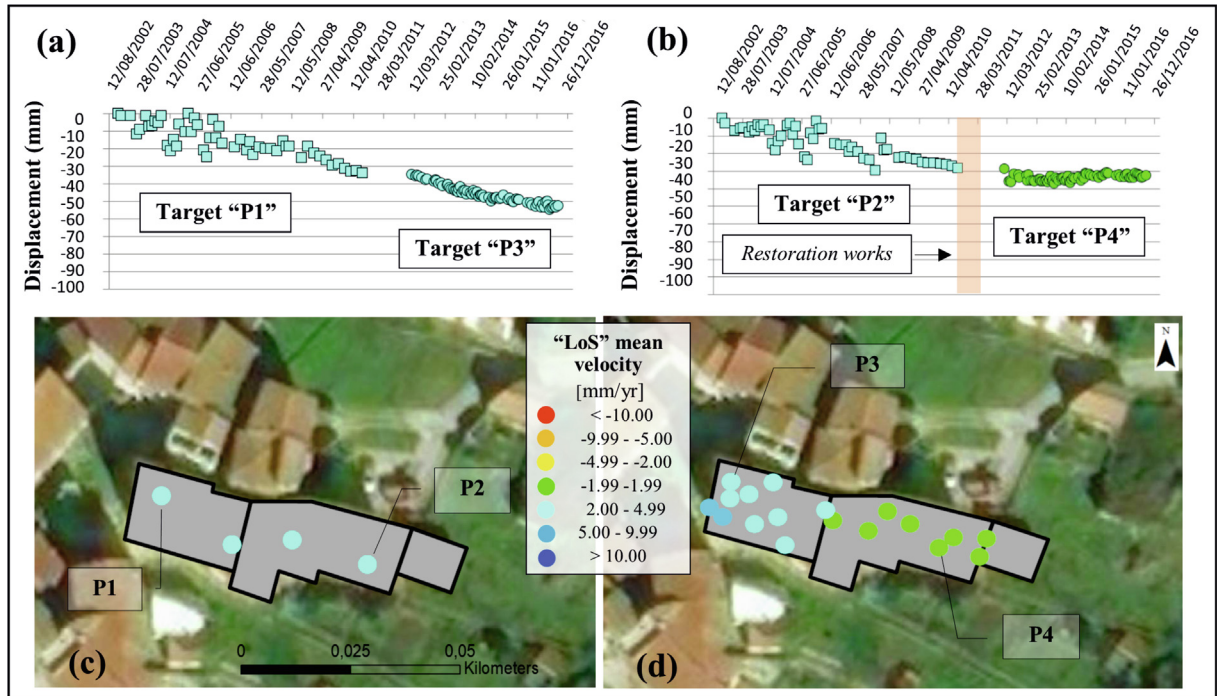 (a)
12/08/2002
28/07/2003
12/07/2004
27/06/2005
12/06/2006
28/05/2007
12/05/2008
27/04/2009
12/04/2010
28/03/2011
12/03/2012
25/02/2013
10/02/2014
26/01/2015
11/01/2016
26/12/2016
Displacement (mm)
0
-10
-20
-30
-40
-50
-60
-70
-80
-90
-100
Target “P1”
Target “P3”
(b)
12/08/2002
28/07/2003
12/07/2004
27/06/2005
12/06/2006
28/05/2007
12/05/2008
27/04/2009
12/04/2010
28/03/2011
12/03/2012
25/02/2013
10/02/2014
26/01/2015
11/01/2016
26/12/2016
Displacement (mm)
0
-10
-20
-30
-40
-50
-60
-70
-80
-90
-100
Target “P2”
Target “P4”
Restoration works
“LoS” mean
velocity
[mm/yr]
< -10.00
-9.99 - -5.00
-4.99 - -2.00
-1.99 -1.99
2.00 - 4.99
5.00 - 9.99
> 10.00
P1
P2
(c)
0 0,025 0,05
Kilometers
N
P3
P4
(d)